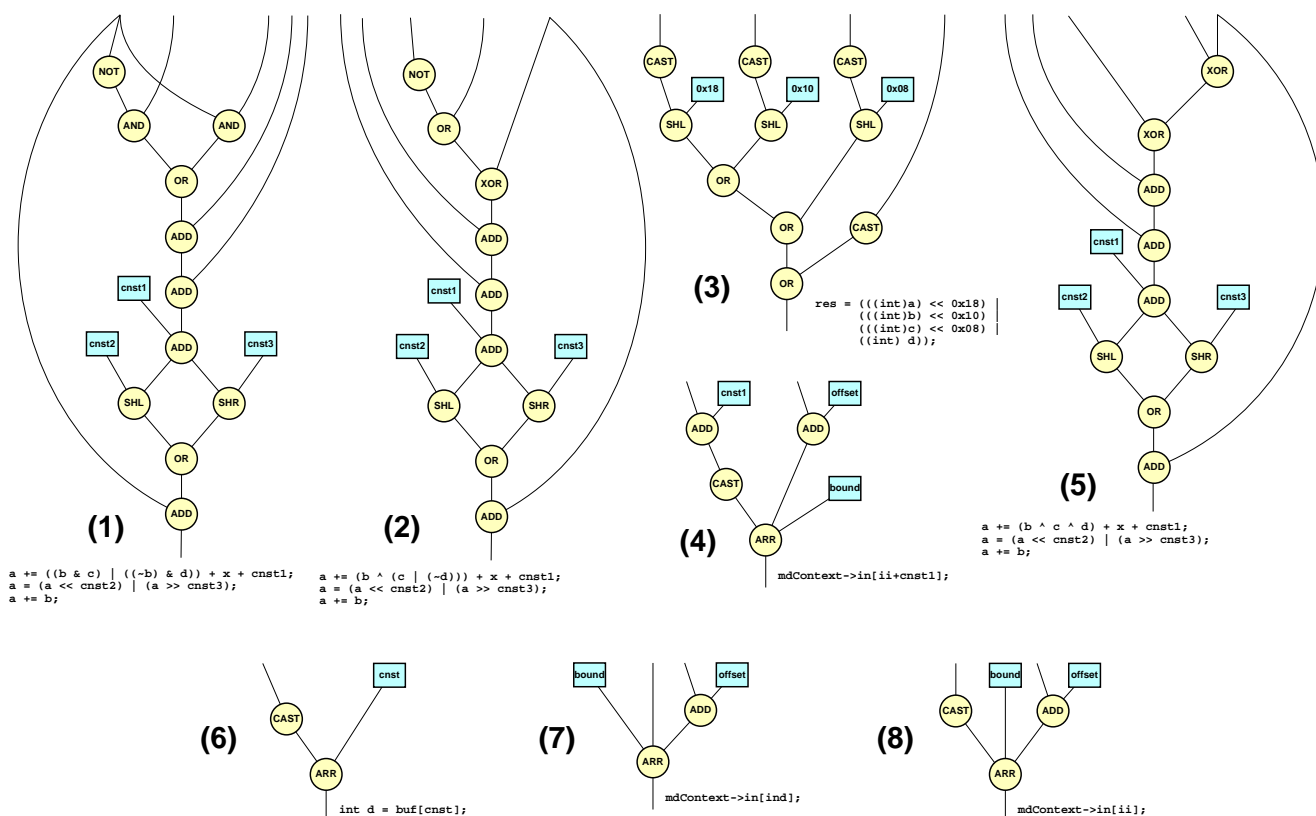 NOT
AND
AND
OR
ADD
ADD
cnst1
cnst2
ADD
cnst3
SHL
SHR
OR
ADD
(1)
a += ((b & c) | ((~b) & d)) + x + cnst1;
a = (a << cnst2) | (a >> cnst3);
a += b;
NOT
OR
XOR
ADD
cnst1
ADD
cnst2
ADD
cnst3
SHL
SHR
OR
ADD
(2)
a += (b ^ (c | (~d))) + x + cnst1;
a = (a << cnst2) | (a >> cnst3);
a += b;
CAST
CAST
CAST
0x18
0x10
0x08
SHL
SHL
SHL
OR
OR
CAST
OR
(3)
res = (((int)a) << 0x18) |
(((int)b) << 0x10) |
(((int)c) << 0x08) |
((int) d));
cnst1
offset
ADD
ADD
CAST
bound
ARR
(4)
mdContext->in[ii+cnst1];
XOR
XOR
ADD
cnst1
ADD
cnst2
ADD
cnst3
SHL
SHR
OR
ADD
(5)
a += (b ^ c ^ d) + x + cnst1;
a = (a << cnst2) | (a >> cnst3);
a += b;
cnst
CAST
(6)
ARR
int d = buf[cnst];
bound
offset
ADD
(7)
ARR
mdContext->in[ind];
bound
offset
CAST
ADD
(8)
ARR
mdContext->in[ii];